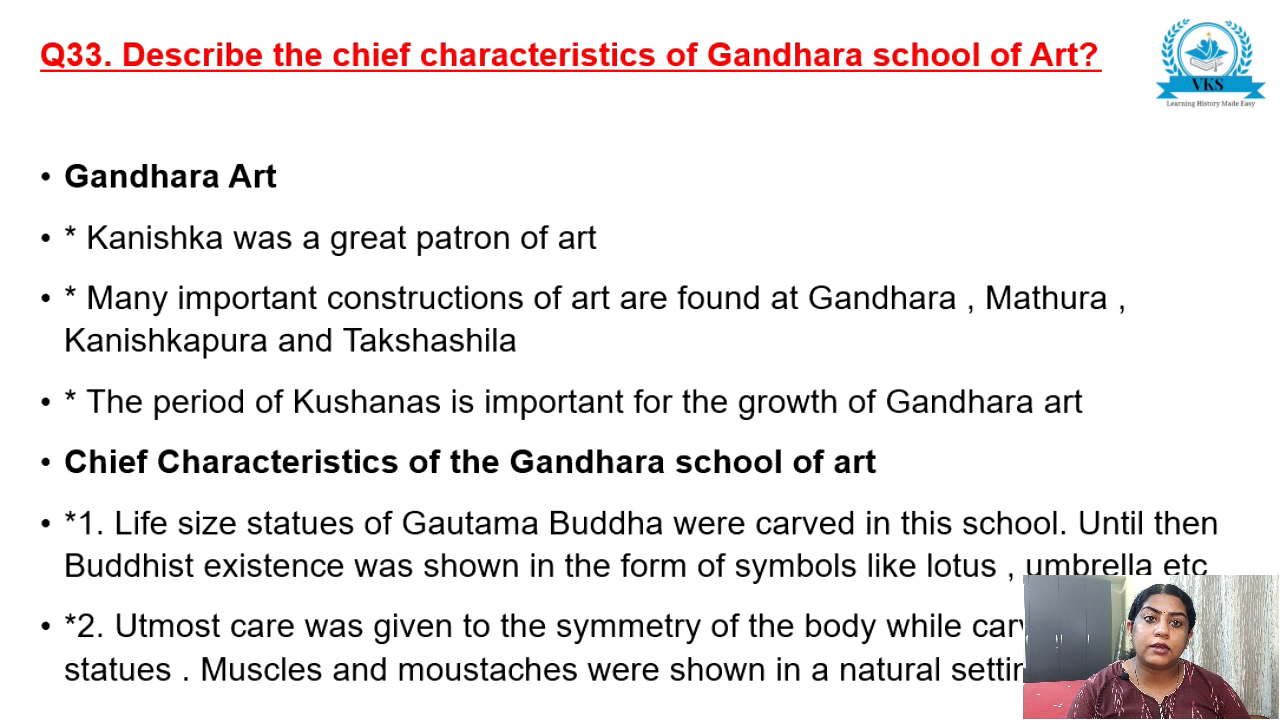 Q33. Describe the chief characteristics of Gandhara school of Art?
VKS
Learning History Made Easy
• Gandhara Art
• * Kanishka was a great patron of art
• * Many important constructions of art are found at Gandhara , Mathura ,
Kanishkapura and Takshashila
• * The period of Kushanas is important for the growth of Gandhara art
• Chief Characteristics of the Gandhara school of art
• *1. Life size statues of Gautama Buddha were carved in this school. Until then
Buddhist existence was shown in the form of symbols like lotus , umbrella etc
• *2. Utmost care was given to the symmetry of the body while
statues . Muscles and moustaches were shown in a natural